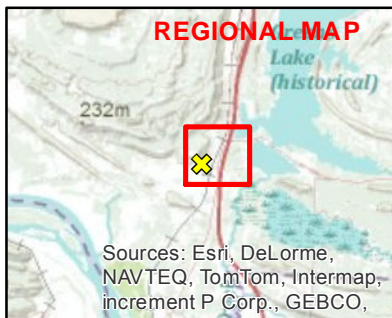 REGIONAL MAP
Lake
(historical)
232m
Sources: Esri, DeLorme,
NAVTEQ, TomTom, Intermap,
increment P Corp., GEBCO,